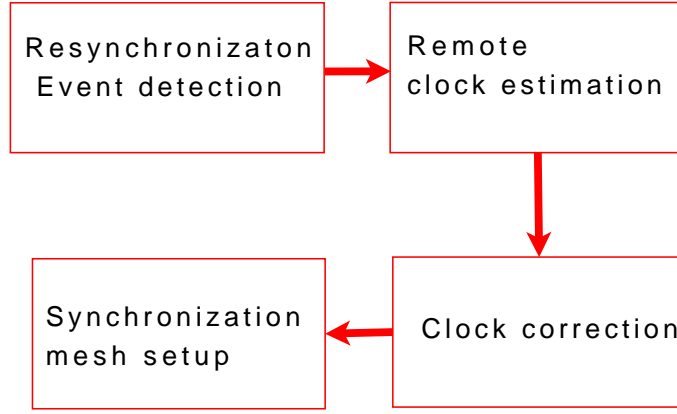 Resynchronizaton
Event detection
Remote
clock estimation
Clock correction
Synchronization
mesh setup